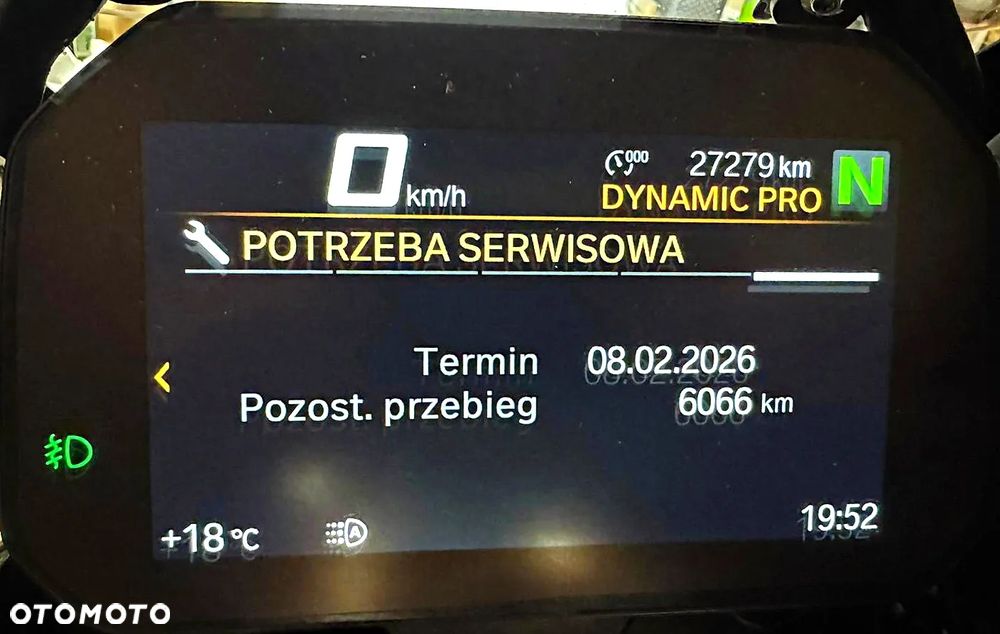 0 km/h
000 27279 km N
DYNAMIC PRO
POTRZEBA SERWISOWA
Termin 08.02.2026
Pozost. przebieg 6066 km
+18 °C A 19:52
OTOMOTO